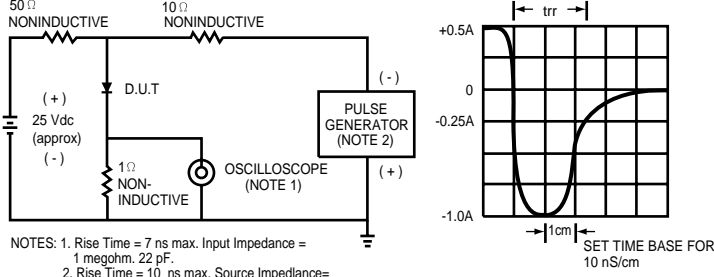 50 Ω
NONINDUCTIVE
10 Ω
NONINDUCTIVE
( + )
25 Vdc
(approx)
( - )
D.U.T
1 Ω
NON-
INDUCTIVE
OSCILLOSCOPE
(NOTE 1)
( - )
PULSE
GENERATOR
(NOTE 2)
( + )
NOTES: 1. Rise Time = 7 ns max. Input Impedance =
1 megohm. 22 pF.
2. Rise Time = 10 ns max. Source Impedlance=
trr
+0.5A
0
-0.25A
-1.0A
1cm
SET TIME BASE FOR
10 nS/cm